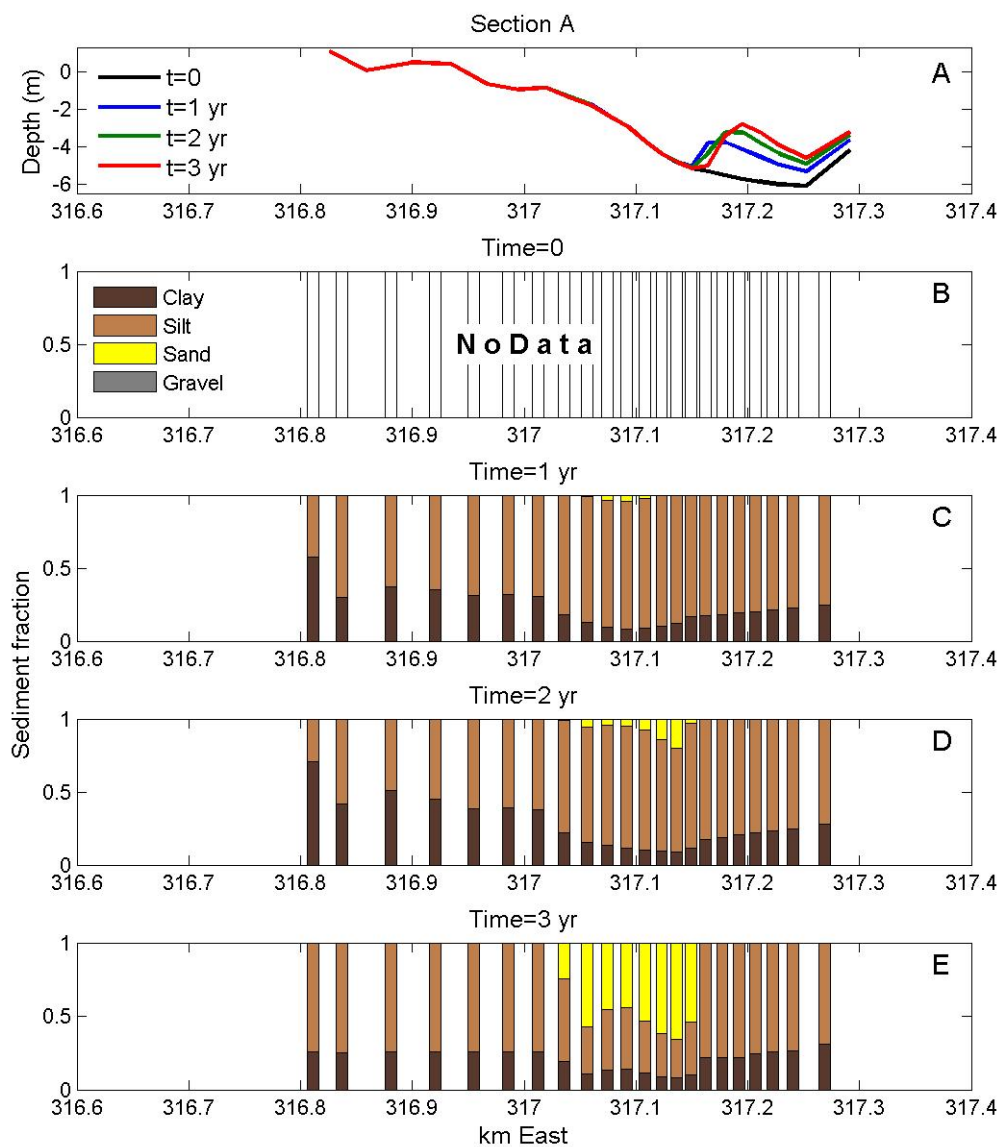 Section A
A
Depth (m)
0
-2
-4
-6
t=0
t=1 yr
t=2 yr
t=3 yr
316.6 316.7 316.8 316.9 317 317.1 317.2 317.3 317.4
Time=0
B
1
0.5
0
Clay
Silt
Sand
Gravel
N o D a t a
316.6 316.7 316.8 316.9 317 317.1 317.2 317.3 317.4
Time=1 yr
C
1
0.5
0
316.6 316.7 316.8 316.9 317 317.1 317.2 317.3 317.4
Sediment fraction
Time=2 yr
D
1
0.5
0
316.6 316.7 316.8 316.9 317 317.1 317.2 317.3 317.4
Time=3 yr
E
1
0.5
0
316.6 316.7 316.8 316.9 317 317.1 317.2 317.3 317.4
km East